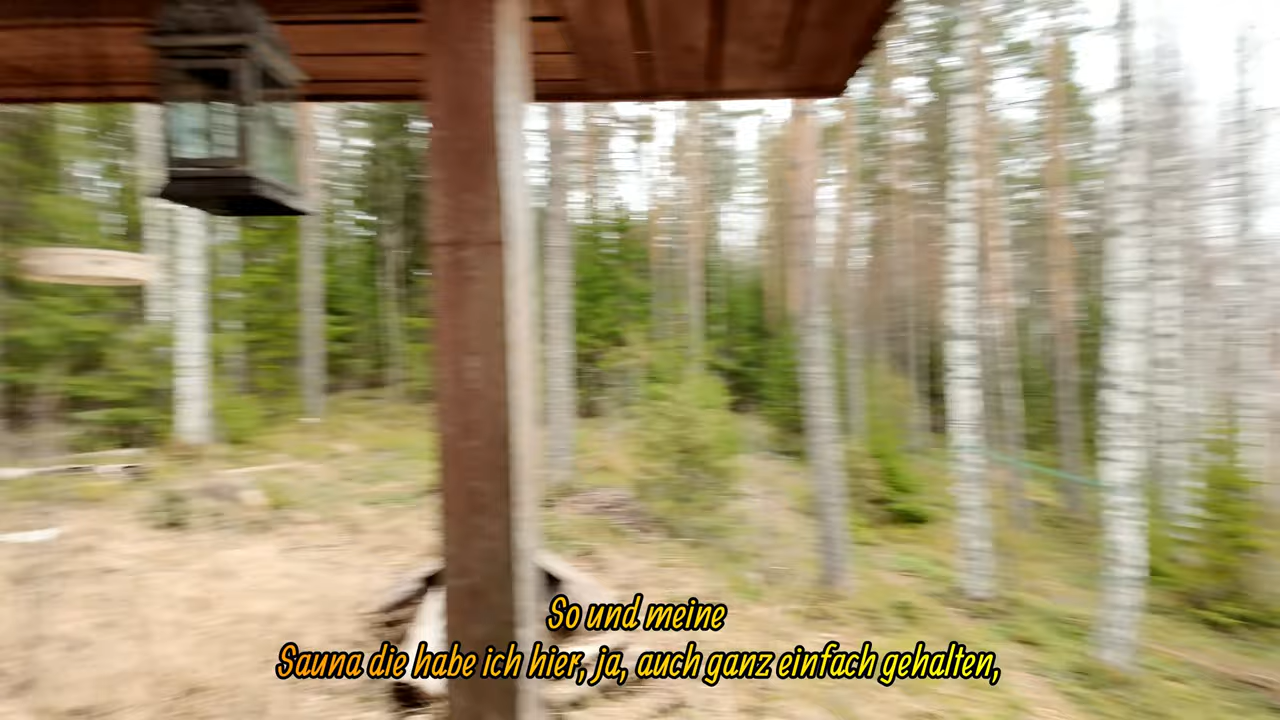 So und meine
Sauna die habe ich hier, ja, auch ganz einfach gehalten,